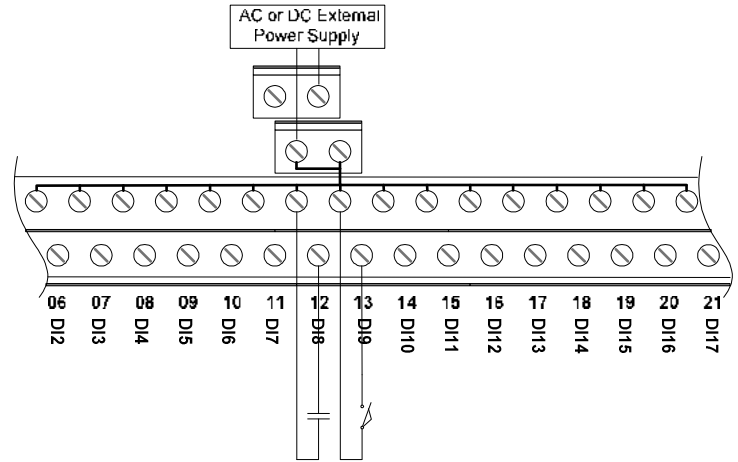 AC or DC External
Power Supply
06 07 08 09 10 11 12 13 14 15 16 17 18 19 20 21
DI2 DI3 DI4 DI5 DI6 DI7 DI8 DI9 DI10 DI11 DI12 DI13 DI14 DI15 DI16 DI17